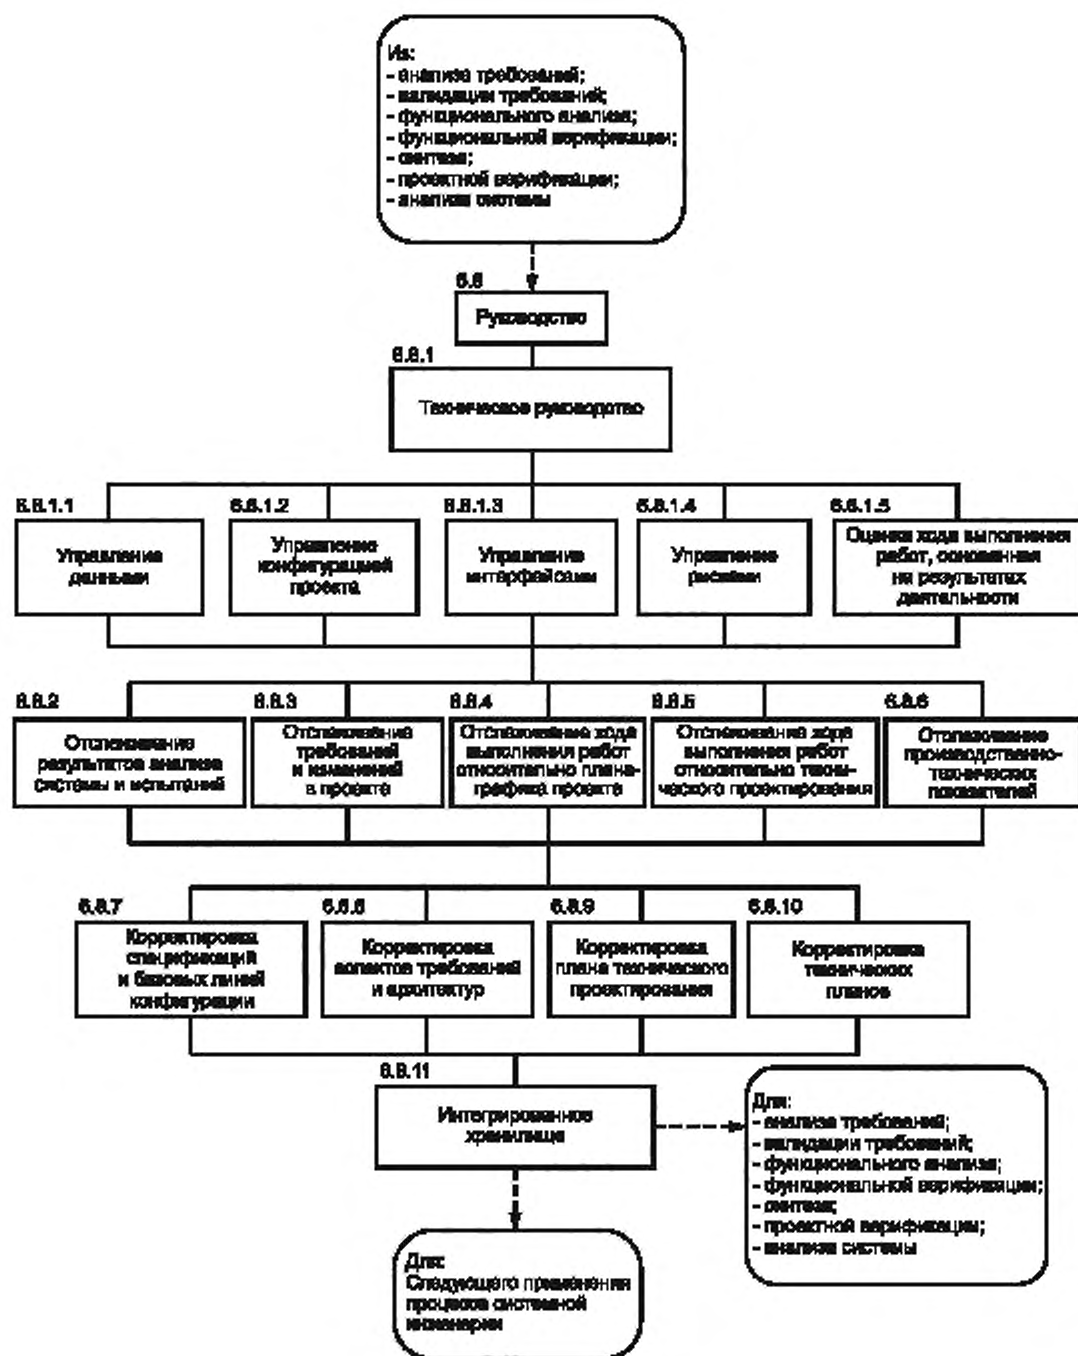 Из:
- анализа требований;
- валидации требований;
- функционального анализа;
- функциональной верификации;
- синтеза;
- проектной верификации;
- анализа системы
6.8
Руководство
6.8.1
Техническое руководство
6.8.1.1
Управление
данными
6.8.1.2
Управление
конфигурацией
проекта
6.8.1.3
Управление
интерфейсами
6.8.1.4
Управление
рисками
6.8.1.5
Оценка хода выполнения
работ, основанная
на результатах
деятельности
6.8.2
Отслеживание
результатов анализа
системы и испытаний
6.8.3
Отслеживание
требований
и изменений
в проекте
6.8.4
Отслеживание хода
выполнения работ
относительно плана-
графика проекта
6.8.5
Отслеживание хода
выполнения работ
относительно техни-
ческого проектирования
6.8.6
Отслеживание
производственно-
технических
показателей
6.8.7
Корректировка
спецификаций
и базовых линий
конфигурации
6.8.8
Корректировка
аспектов требований
и архитектур
6.8.9
Корректировка
плана технического
проектирования
6.8.10
Корректировка
технических
планов
6.8.11
Интегрированное
хранилище
Для:
- анализа требований;
- валидации требований;
- функционального анализа;
- функциональной верификации;
- синтеза;
- проектной верификации;
- анализа системы
Для:
Следующего применения
процесса системной
инженерии